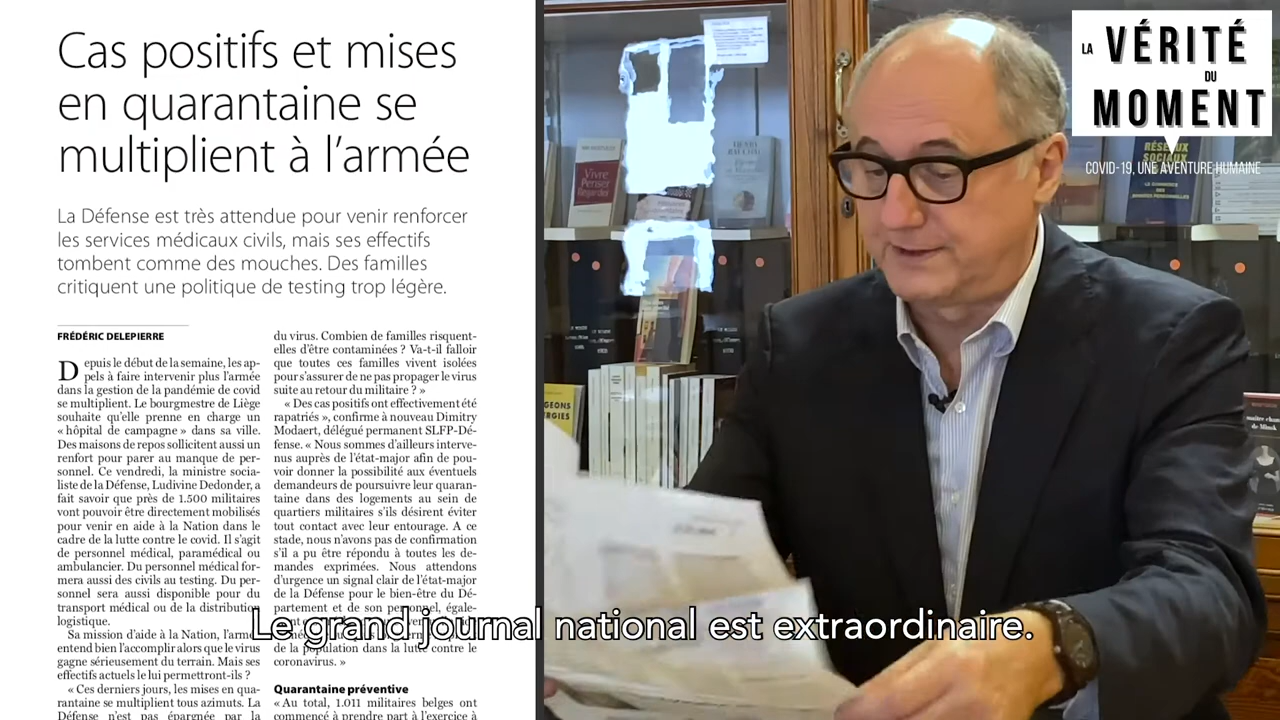 Cas positifs et mises
en quarantaine se
multiplient à l’armée
La Défense est très attendue pour venir renforcer
les services médicaux civils, mais ses effectifs
tombent comme des mouches. Des familles
critiquent une politique de testing trop légère.
FRÉDÉRIC DELEPIERRE
Depuis le début de la semaine, les ap-
pels à faire intervenir plus l’armée
dans la gestion de la pandémie de covid
se multiplient. Le bourgmestre de Liège
souhaite qu’elle prenne en charge un
« hôpital de campagne » dans sa ville.
Des maisons de repos sollicitent aussi un
renfort pour parer au manque de per-
sonnel. Ce vendredi, la ministre socia-
liste de la Défense, Ludivine Dedonder, a
fait savoir que près de 1.500 militaires
vont pouvoir être directement mobilisés
pour venir en aide à la Nation dans le
cadre de la lutte contre le covid. Il s’agit
de personnel médical, paramédical ou
ambulancier. Du personnel médical for-
mera aussi des civils au testing. Du per-
sonnel sera aussi disponible pour du
transport médical ou de la distribution
logistique.
Sa mission d’aide à la Nation, l’armée
entend bien l’accomplir alors que le virus
gagne sérieusement du terrain. Mais ses
effectifs actuels le lui permettront-ils ?
« Ces derniers jours, les mises en qua-
rantaine se multiplient tous azimuts. La
Défense n’est pas épargnée par la
du virus. Combien de familles risquent-
elles d’être contaminées ? Va-t-il falloir
que toutes ces familles vivent isolées
pour s’assurer de ne pas propager le virus
suite au retour du militaire ? »
« Des cas positifs ont effectivement été
rapatriés », confirme à nouveau Dimitry
Modaert, délégué permanent SLFP-Dé-
fense. « Nous sommes d’ailleurs interve-
nus auprès de l’état-major afin de pou-
voir donner la possibilité aux éventuels
demandeurs de poursuivre leur quaran-
taine dans des logements au sein de
quartiers militaires s’ils désirent éviter
tout contact avec leur entourage. A ce
stade, nous n’avons pas de confirmation
s’il a pu être répondu à toutes les de-
mandes exprimées. Nous attendons
d’urgence un signal clair de l’état-major
de la Défense pour le bien-être du Dé-
partement et de son personnel, égale-
de la population dans la lutte contre le
coronavirus. »
Quarantaine préventive
« Au total, 1.011 militaires belges ont
commencé à prendre part à l’exercice à
LA
VÉRITÉ
DU
MOMENT
COVID-19, UNE AVENTURE HUMAINE
RÉSEAUX
SOCIAUX
Vivre
Penser
Regarder
Le grand journal national est extraordinaire.